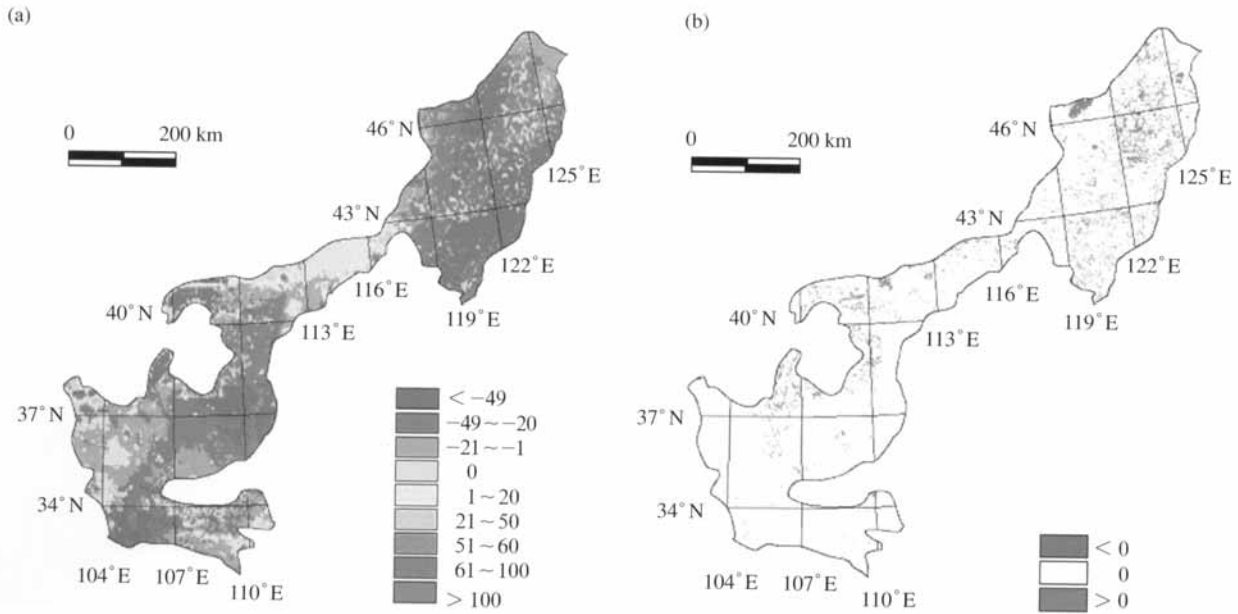 (a)
0 200 km
46°N
125°E
43°N
122°E
116°E
40°N
119°E
113°E
37°N
34°N
104°E 107°E
110°E
< −49
−49 ~ −20
−21 ~ −1
0
1 ~ 20
21 ~ 50
51 ~ 60
61 ~ 100
> 100
(b)
0 200 km
46°N
125°E
43°N
122°E
116°E
40°N
119°E
113°E
37°N
34°N
104°E 107°E
110°E
< 0
0
> 0